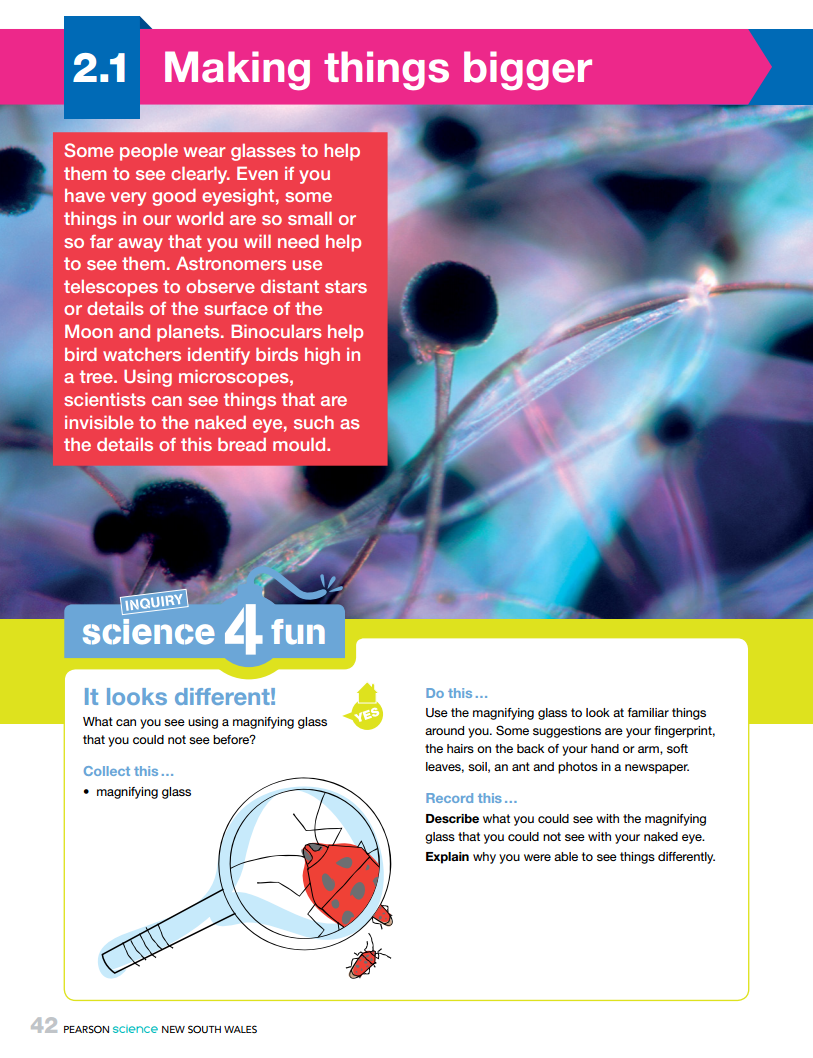 2.1 Making things bigger
Some people wear glasses to help
them to see clearly. Even if you
have very good eyesight, some
things in our world are so small or
so far away that you will need help
to see them. Astronomers use
telescopes to observe distant stars
or details of the surface of the
Moon and planets. Binoculars help
bird watchers identify birds high in
a tree. Using microscopes,
scientists can see things that are
invisible to the naked eye, such as
the details of this bread mould.
INQUIRY
science 4 fun
It looks different!
What can you see using a magnifying glass
that you could not see before?
YES
Collect this...
• magnifying glass
Do this...
Use the magnifying glass to look at familiar things
around you. Some suggestions are your fingerprint,
the hairs on the back of your hand or arm, soft
leaves, soil, an ant and photos in a newspaper.
Record this...
Describe what you could see with the magnifying
glass that you could not see with your naked eye.
Explain why you were able to see things differently.
42 PEARSON science NEW SOUTH WALES